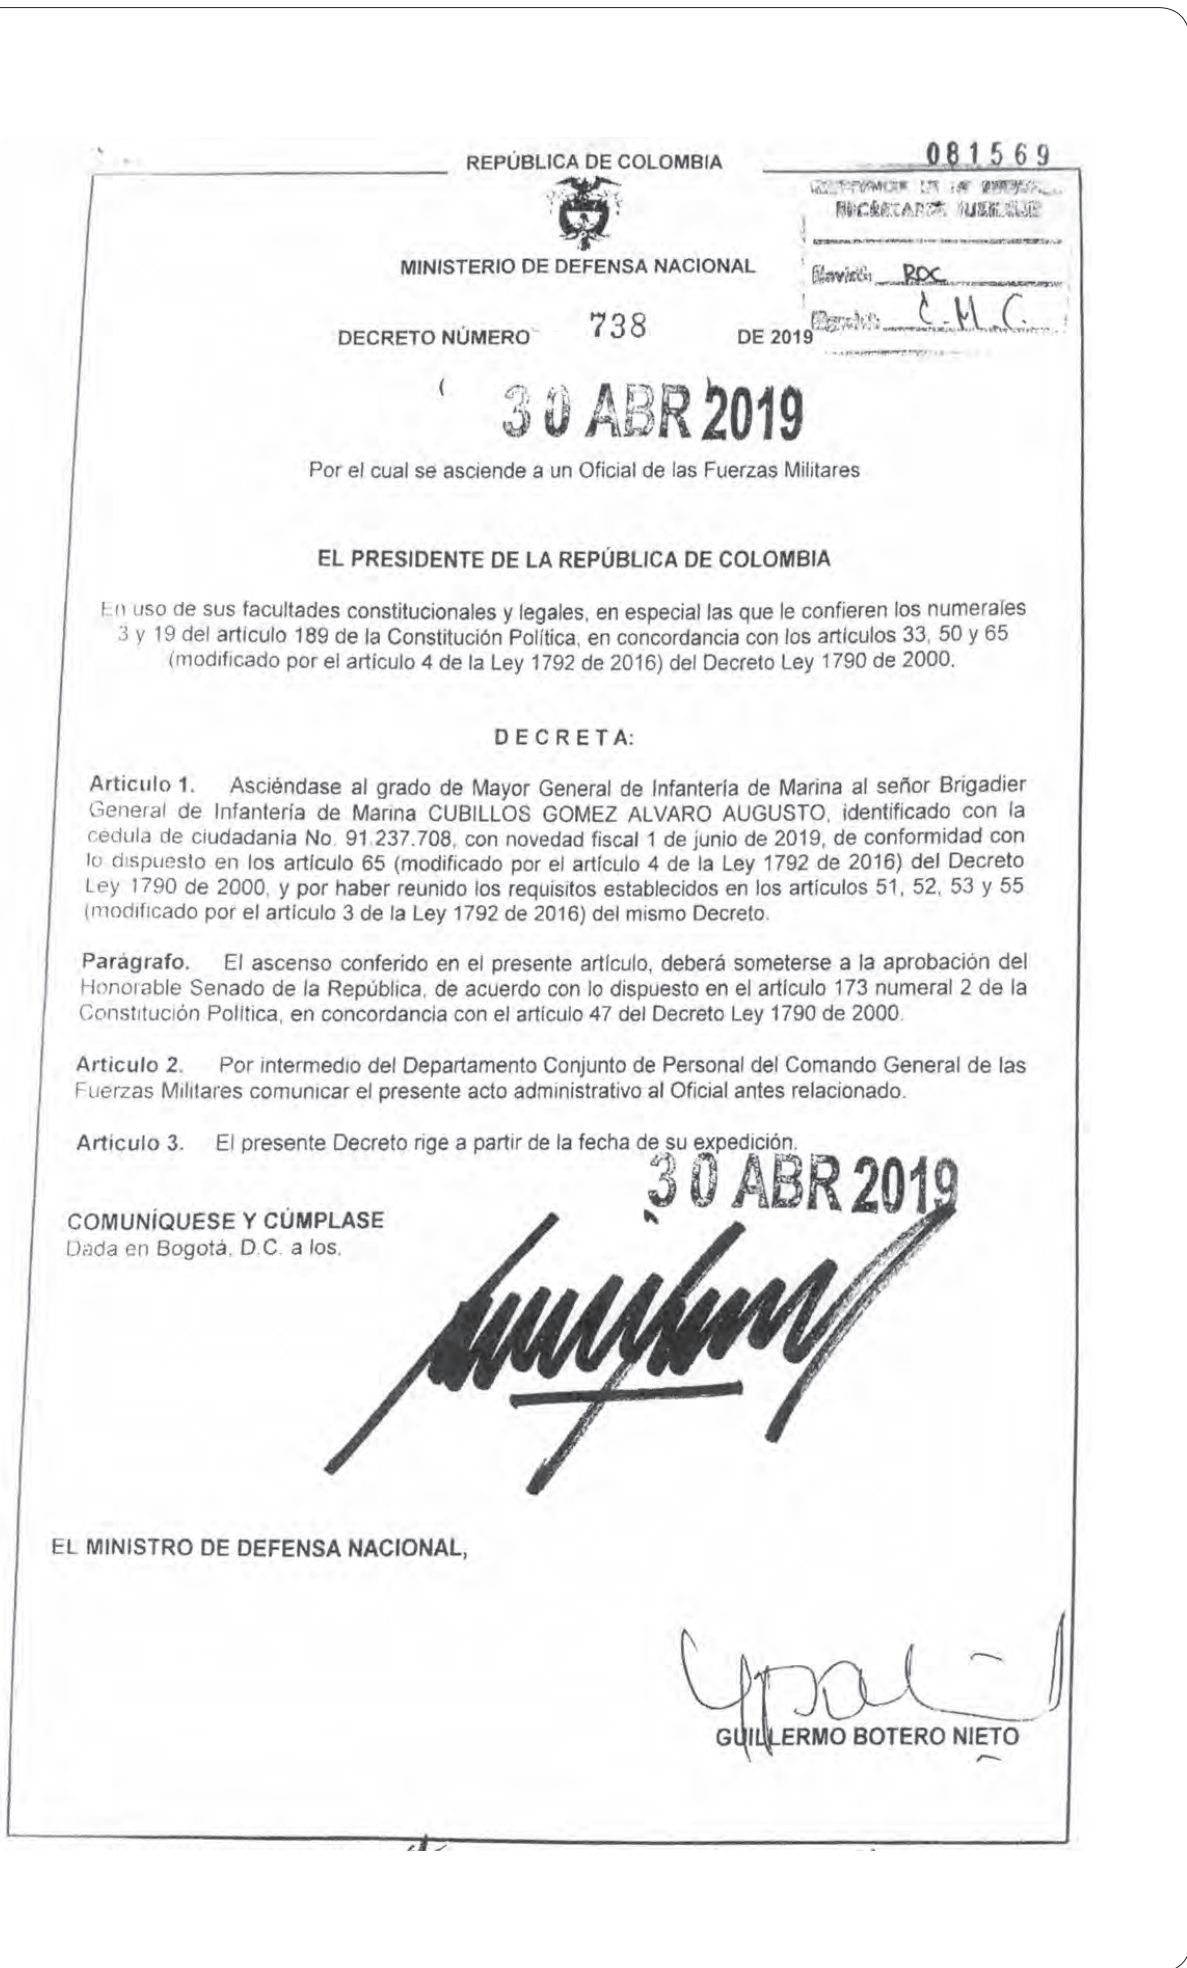 REPÚBLICA DE COLOMBIA
081569
MINISTERIO DE DEFENSA NACIONAL
ROC
C.M.C.
DECRETO NÚMERO 738 DE 2019
30 ABR 2019
Por el cual se asciende a un Oficial de las Fuerzas Militares
EL PRESIDENTE DE LA REPÚBLICA DE COLOMBIA
En uso de sus facultades constitucionales y legales, en especial las que le confieren los numerales
3 y 19 del artículo 189 de la Constitución Política, en concordancia con los artículos 33, 50 y 65
(modificado por el artículo 4 de la Ley 1792 de 2016) del Decreto Ley 1790 de 2000,
DECRETA:
Artículo 1. Asciéndase al grado de Mayor General de Infantería de Marina al señor Brigadier
General de Infantería de Marina CUBILLOS GOMEZ ALVARO AUGUSTO, identificado con la
cédula de ciudadanía No. 91.237.708, con novedad fiscal 1 de junio de 2019, de conformidad con
lo dispuesto en los artículo 65 (modificado por el artículo 4 de la Ley 1792 de 2016) del Decreto
Ley 1790 de 2000, y por haber reunido los requisitos establecidos en los artículos 51, 52, 53 y 55
(modificado por el artículo 3 de la Ley 1792 de 2016) del mismo Decreto.
Parágrafo. El ascenso conferido en el presente artículo, deberá someterse a la aprobación del
Honorable Senado de la República, de acuerdo con lo dispuesto en el artículo 173 numeral 2 de la
Constitución Política, en concordancia con el artículo 47 del Decreto Ley 1790 de 2000.
Artículo 2. Por intermedio del Departamento Conjunto de Personal del Comando General de las
Fuerzas Militares comunicar el presente acto administrativo al Oficial antes relacionado.
Artículo 3. El presente Decreto rige a partir de la fecha de su expedición.
30 ABR 2019
COMUNÍQUESE Y CÚMPLASE
Dada en Bogotá, D.C. a los,
EL MINISTRO DE DEFENSA NACIONAL,
GUILLERMO BOTERO NIETO